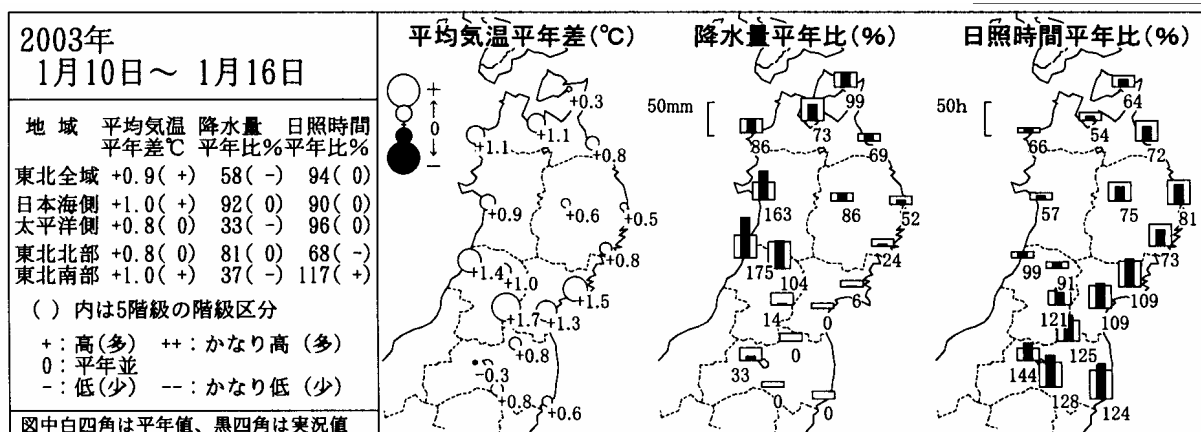 2003年
1月10日～ 1月16日
地 域 平均気温 降水量 日照時間
平年差℃ 平年比% 平年比%
東北全域 +0.9( +) 58( -) 94( 0)
日本海側 +1.0( +) 92( 0) 90( 0)
太平洋側 +0.8( 0) 33( -) 96( 0)
東北北部 +0.8( 0) 81( 0) 68( -)
東北南部 +1.0( +) 37( -) 117( +)
( ) 内は5階級の階級区分
+ : 高(多) ++ : かなり高 (多)
0 : 平年並
- : 低(少) -- : かなり低 (少)
図中白四角は平年値、黒四角は実況値
平均気温平年差(℃)
+
↑
0
↓
-
+0.3
+1.1
+1.1
+0.8
+0.9
+0.6
+0.5
+0.8
+1.4
+1.0
+1.5
+1.7
+1.3
+0.8
-0.3
+0.8
+0.6
降水量平年比(%)
50mm
99
73
86
69
163
86
52
24
175
104
6
14
0
0
33
0
0
日照時間平年比(%)
50h
64
54
66
72
57
75
81
73
99
91
109
121
109
125
144
128
124